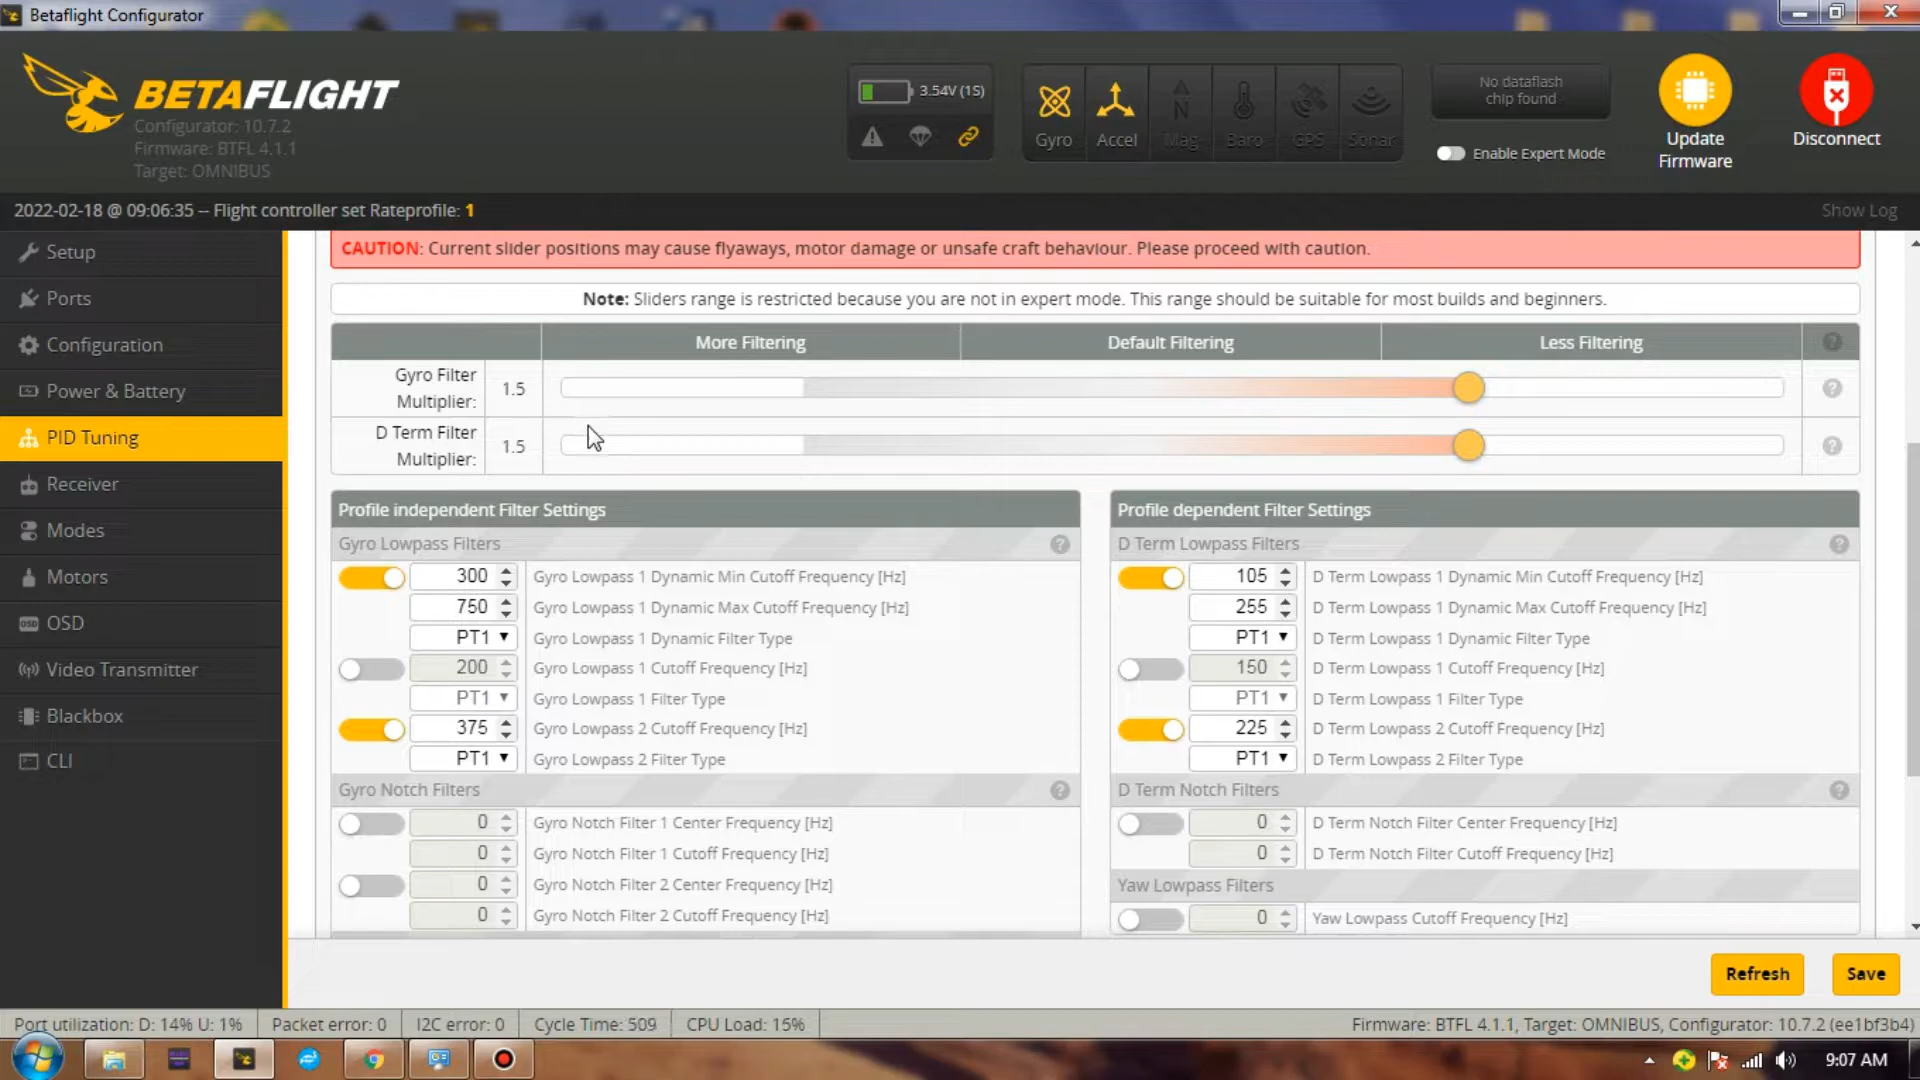 Betaflight Configurator
BETAFLIGHT
Configurator: 10.7.2
Firmware: BTFL 4.1.1
Target: OMNIBUS
3.54V (1S)
Gyro
Accel
Mag
Baro
GPS
Sonar
No dataflash
chip found
Enable Expert Mode
Update
Firmware
Disconnect
2022-02-18 @ 09:06:35 -- Flight controller set Rateprofile: 1
Show Log
Setup
Ports
Configuration
Power & Battery
PID Tuning
Receiver
Modes
Motors
OSD
OSD
Video Transmitter
Blackbox
CLI
CAUTION: Current slider positions may cause flyaways, motor damage or unsafe craft behaviour. Please proceed with caution.
Note: Sliders range is restricted because you are not in expert mode. This range should be suitable for most builds and beginners.
More Filtering Default Filtering Less Filtering
Gyro Filter
Multiplier: 1.5
D Term Filter
Multiplier: 1.5
Profile independent Filter Settings
Gyro Lowpass Filters
300 Gyro Lowpass 1 Dynamic Min Cutoff Frequency [Hz]
750 Gyro Lowpass 1 Dynamic Max Cutoff Frequency [Hz]
PT1 Gyro Lowpass 1 Dynamic Filter Type
200 Gyro Lowpass 1 Cutoff Frequency [Hz]
PT1 Gyro Lowpass 1 Filter Type
375 Gyro Lowpass 2 Cutoff Frequency [Hz]
PT1 Gyro Lowpass 2 Filter Type
Gyro Notch Filters
0 Gyro Notch Filter 1 Center Frequency [Hz]
0 Gyro Notch Filter 1 Cutoff Frequency [Hz]
0 Gyro Notch Filter 2 Center Frequency [Hz]
0 Gyro Notch Filter 2 Cutoff Frequency [Hz]
Profile dependent Filter Settings
D Term Lowpass Filters
105 D Term Lowpass 1 Dynamic Min Cutoff Frequency [Hz]
255 D Term Lowpass 1 Dynamic Max Cutoff Frequency [Hz]
PT1 D Term Lowpass 1 Dynamic Filter Type
150 D Term Lowpass 1 Cutoff Frequency [Hz]
PT1 D Term Lowpass 1 Filter Type
225 D Term Lowpass 2 Cutoff Frequency [Hz]
PT1 D Term Lowpass 2 Filter Type
D Term Notch Filters
0 D Term Notch Filter Center Frequency [Hz]
0 D Term Notch Filter Cutoff Frequency [Hz]
Yaw Lowpass Filters
0 Yaw Lowpass Cutoff Frequency [Hz]
Refresh
Save
Port utilization: D: 14% U: 1% Packet error: 0 I2C error: 0 Cycle Time: 509 CPU Load: 15% Firmware: BTFL 4.1.1, Target: OMNIBUS, Configurator: 10.7.2 (ee1bf3b4)
9:07 AM